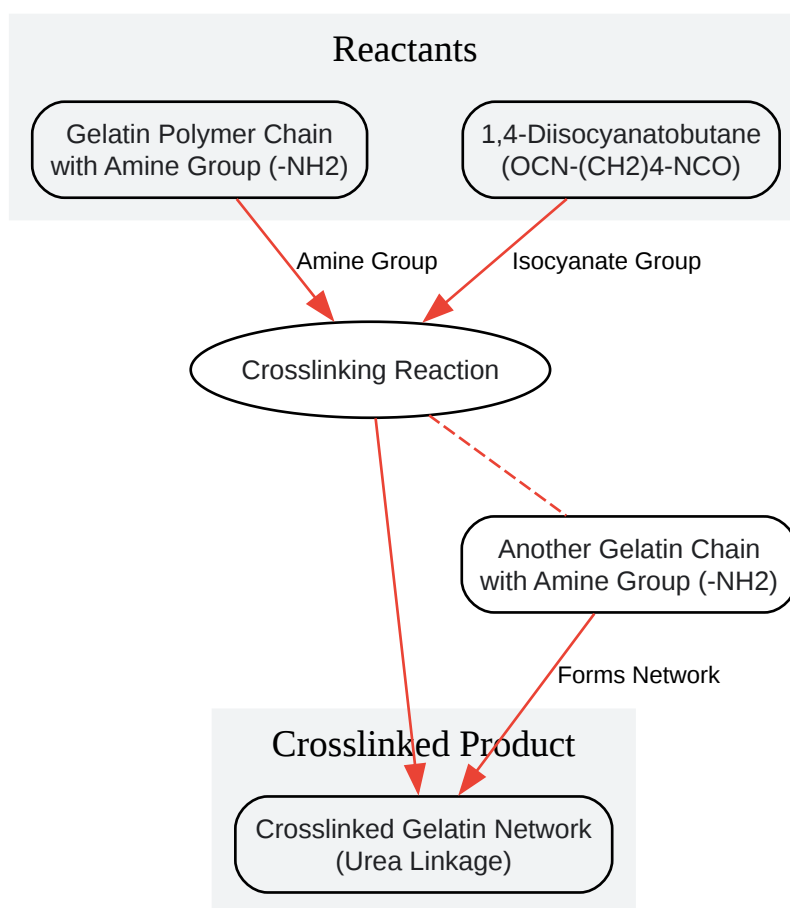 Reactants
Gelatin Polymer Chain
with Amine Group (-NH2)
1,4-Diisocyanatobutane
(OCN-(CH2)4-NCO)
Amine Group
Isocyanate Group
Crosslinking Reaction
Another Gelatin Chain
with Amine Group (-NH2)
Forms Network
Crosslinked Product
Crosslinked Gelatin Network
(Urea Linkage)